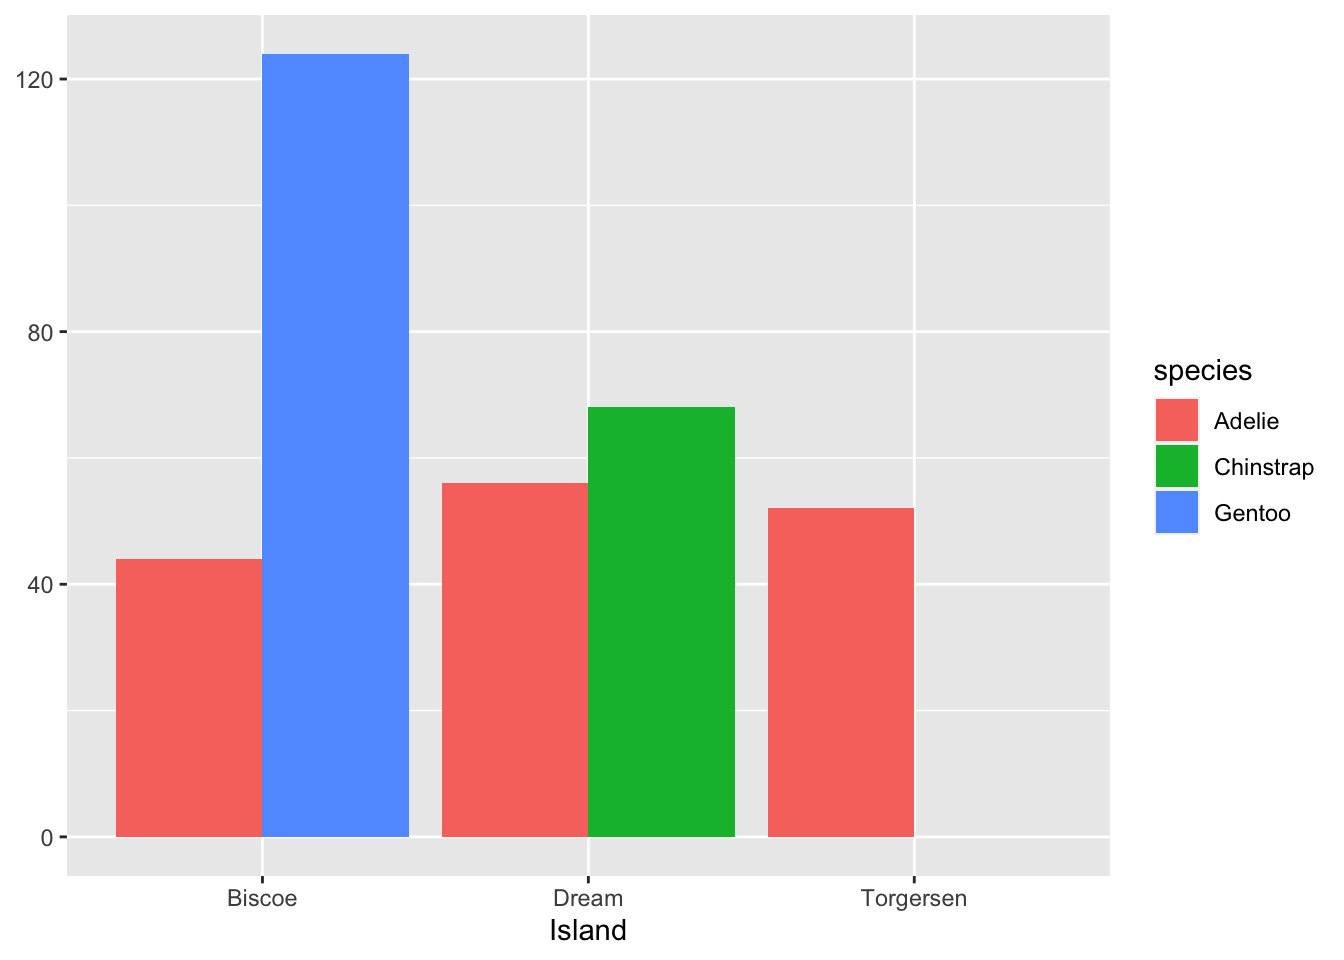 120
80
40
0
Biscoe
Dream
Torgersen
Island
species
Adelie
Chinstrap
Gentoo